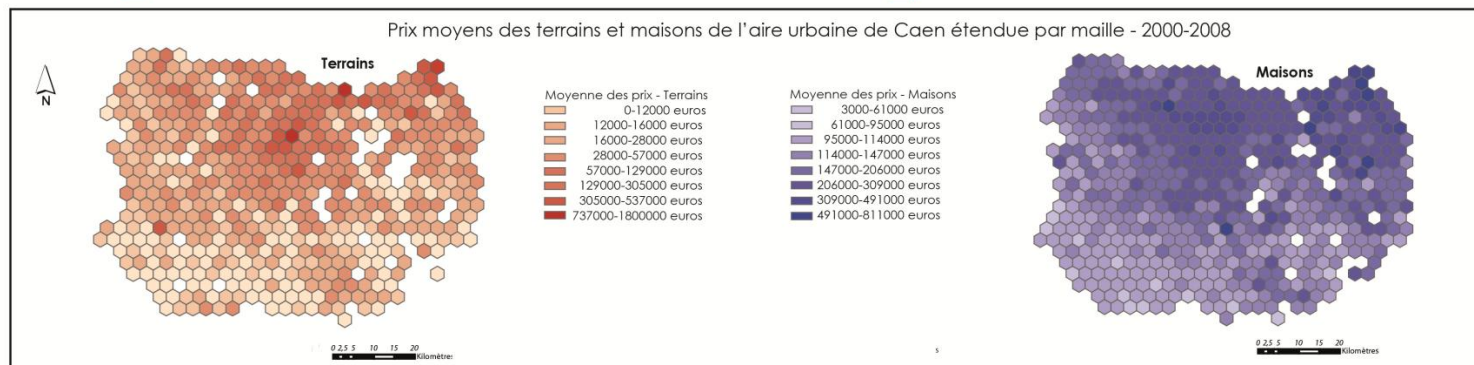 Prix moyens des terrains et maisons de l'aire urbaine de Caen étendue par maille - 2000-2008
N
Terrains
Moyenne des prix - Terrains
0-12000 euros
12000-16000 euros
16000-28000 euros
28000-57000 euros
57000-129000 euros
129000-305000 euros
305000-537000 euros
737000-1800000 euros
0 2,5 5 10 15 20
Kilomètres
Moyenne des prix - Maisons
3000-61000 euros
61000-95000 euros
95000-114000 euros
114000-147000 euros
147000-206000 euros
206000-309000 euros
309000-491000 euros
491000-811000 euros
s
Maisons
0 2,5 5 10 15 20
Kilomètres